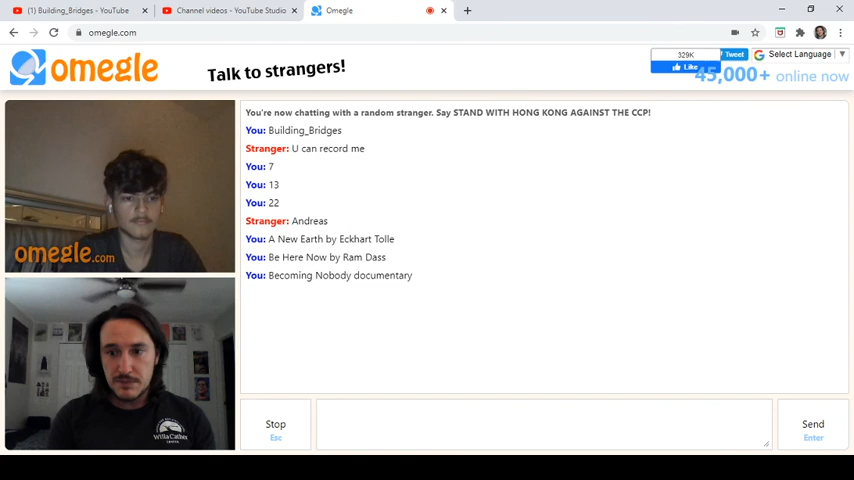 (1) Building_Bridges - YouTube
Channel videos - YouTube Studio
Omegle
omegle.com
omegle
Talk to strangers!
329K
Like
Tweet
Select Language
45,000+ online now
You're now chatting with a random stranger. Say STAND WITH HONG KONG AGAINST THE CCP!
You: Building_Bridges
Stranger: U can record me
You: 7
You: 13
You: 22
Stranger: Andreas
You: A New Earth by Eckhart Tolle
You: Be Here Now by Ram Dass
You: Becoming Nobody documentary
omegle.com
Willa Cather
Stop
Esc
Send
Enter